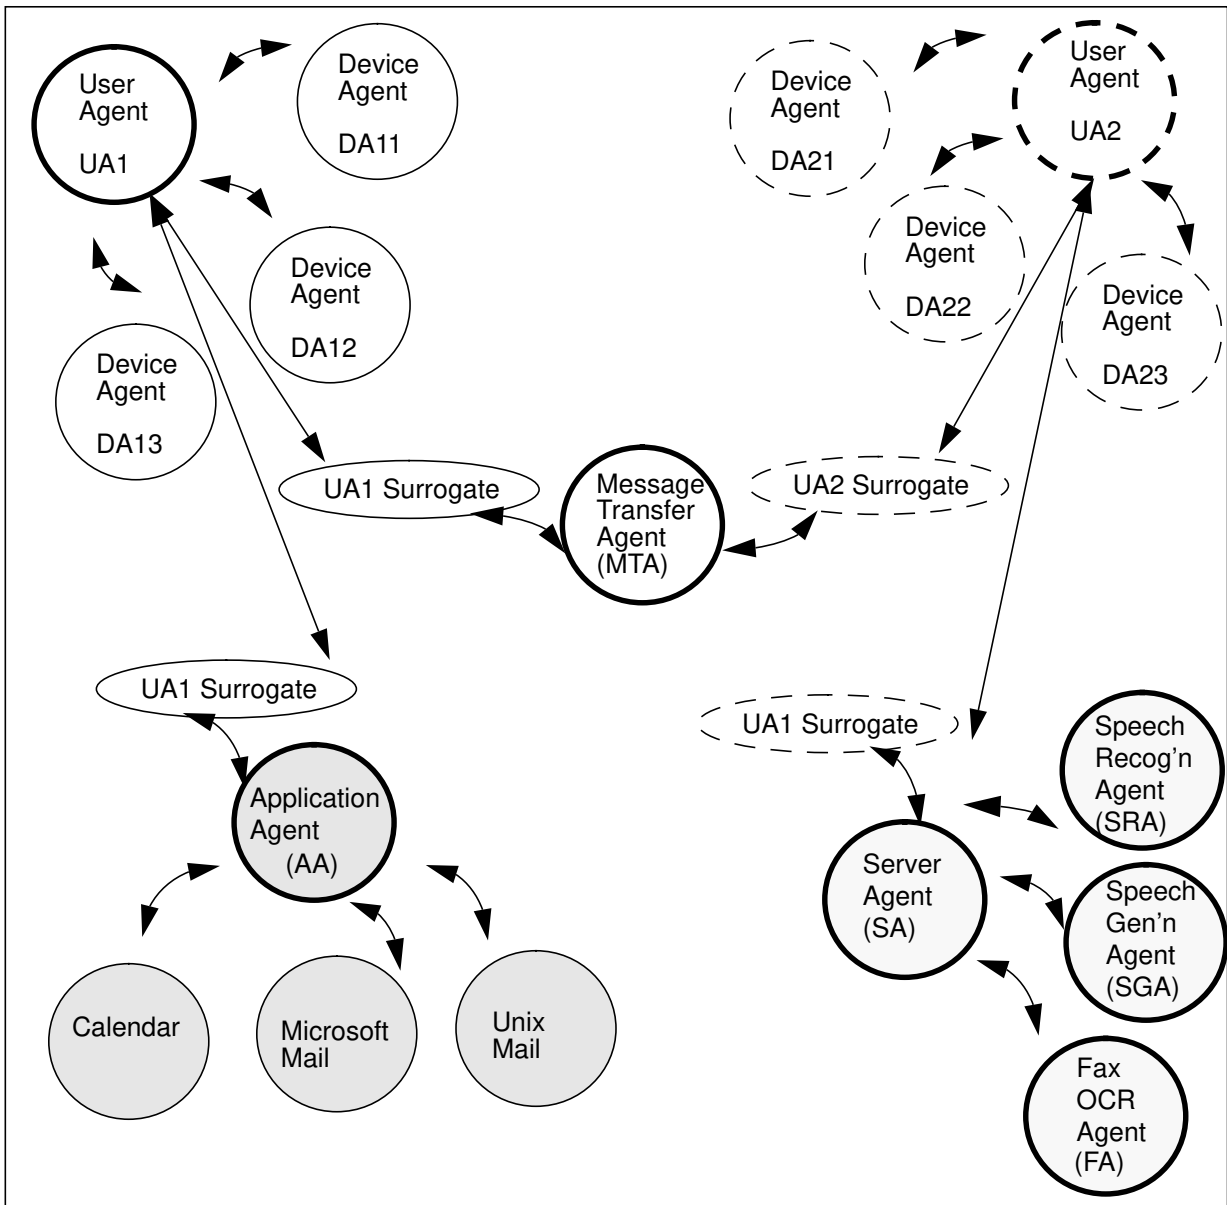 User
Agent
UA1
Device
Agent
DA11
Device
Agent
DA12
Device
Agent
DA13
Device
Agent
DA21
User
Agent
UA2
Device
Agent
DA22
Device
Agent
DA23
UA1 Surrogate
Message
Transfer
Agent
(MTA)
UA2 Surrogate
UA1 Surrogate
Application
Agent
(AA)
Calendar
Microsoft
Mail
Unix
Mail
UA1 Surrogate
Server
Agent
(SA)
Speech
Recog'n
Agent
(SRA)
Speech
Gen'n
Agent
(SGA)
Fax
OCR
Agent
(FA)